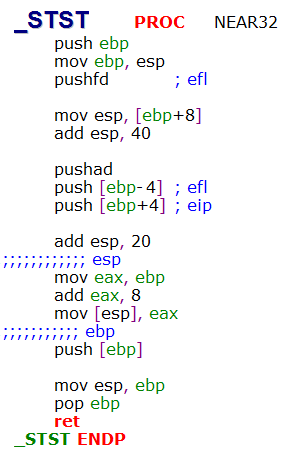 _STST PROC NEAR32
push ebp
mov ebp, esp
pushfd ; efl
mov esp, [ebp+8]
add esp, 40
pushad
push [ebp-4] ; efl
push [ebp+4] ; eip
add esp, 20
;;;;;;;;;;;; esp
mov eax, ebp
add eax, 8
mov [esp], eax
;;;;;;;;;;; ebp
push [ebp]
mov esp, ebp
pop ebp
ret
_STST ENDP